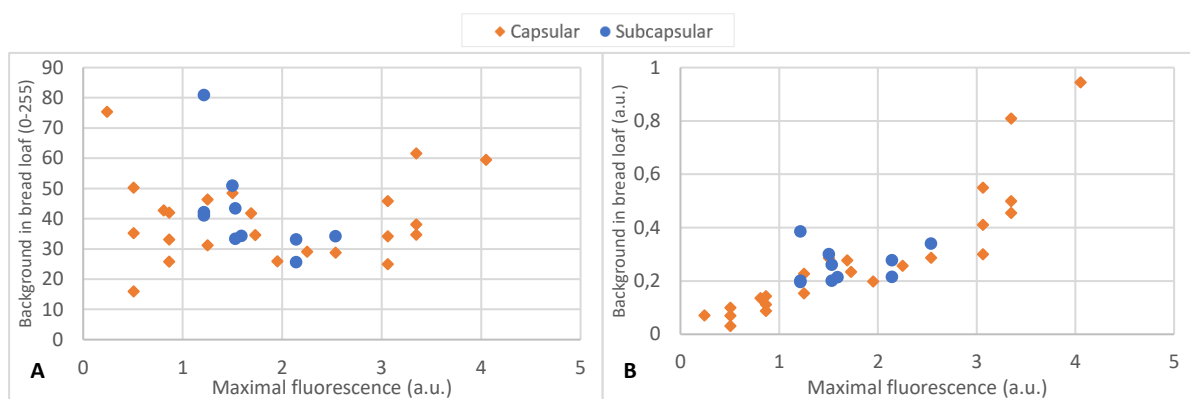 Capsular Subcapsular
Background in bread loaf (0-255)
90
80
70
60
50
40
30
20
10
0
0 1 2 3 4 5
A
Maximal fluorescence (a.u.)
Background in bread loaf (a.u.)
1
0,8
0,6
0,4
0,2
0
0 1 2 3 4 5
B
Maximal fluorescence (a.u.)